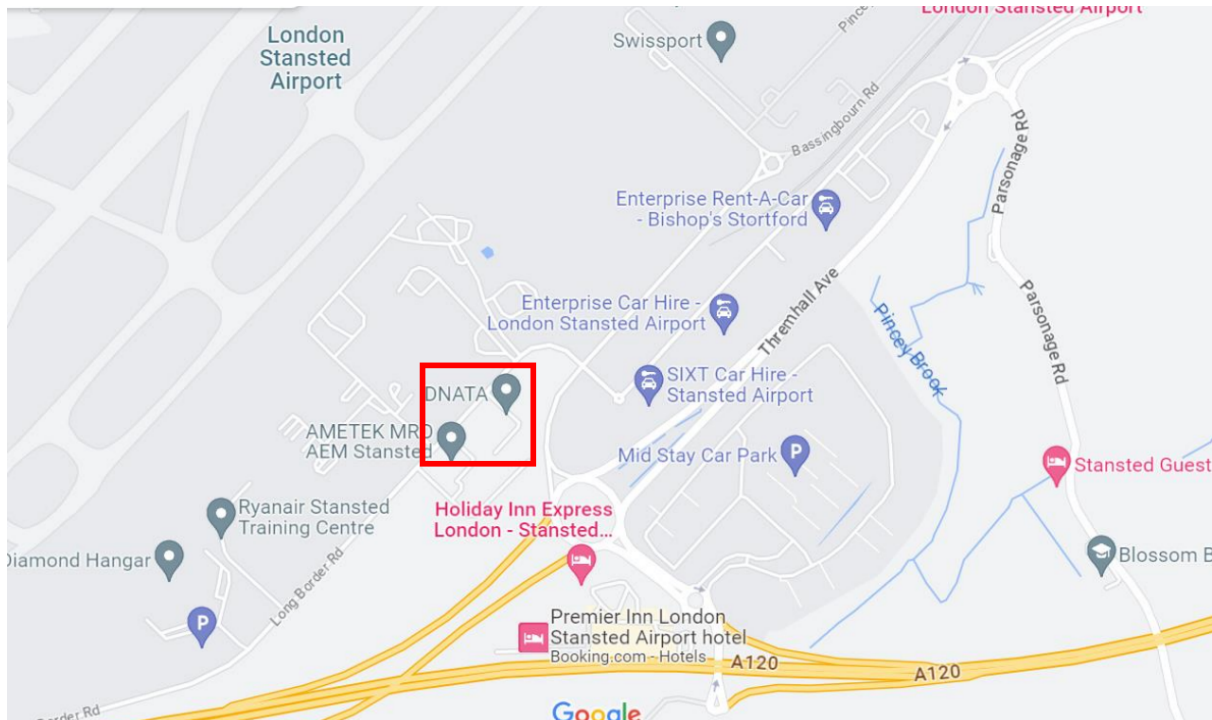 London Stansted Airport
London
Stansted
Airport
Swissport
Bassingbourn Rd
Parsonage Rd
Enterprise Rent-A-Car
- Bishop's Stortford
Enterprise Car Hire -
London Stansted Airport
Thremhall Ave
Pincey Brook
Parsonage Rd
DNATA
SIXT Car Hire -
Stansted Airport
AMETEK MRO
AEM Stansted
Mid Stay Car Park
P
Stansted Guest
Ryanair Stansted
Training Centre
Holiday Inn Express
London - Stansted...
Diamond Hangar
Blossom B
Long Border Rd
P
Premier Inn London
Stansted Airport hotel
Booking.com - Hotels
A120
A120
Border Rd
Google